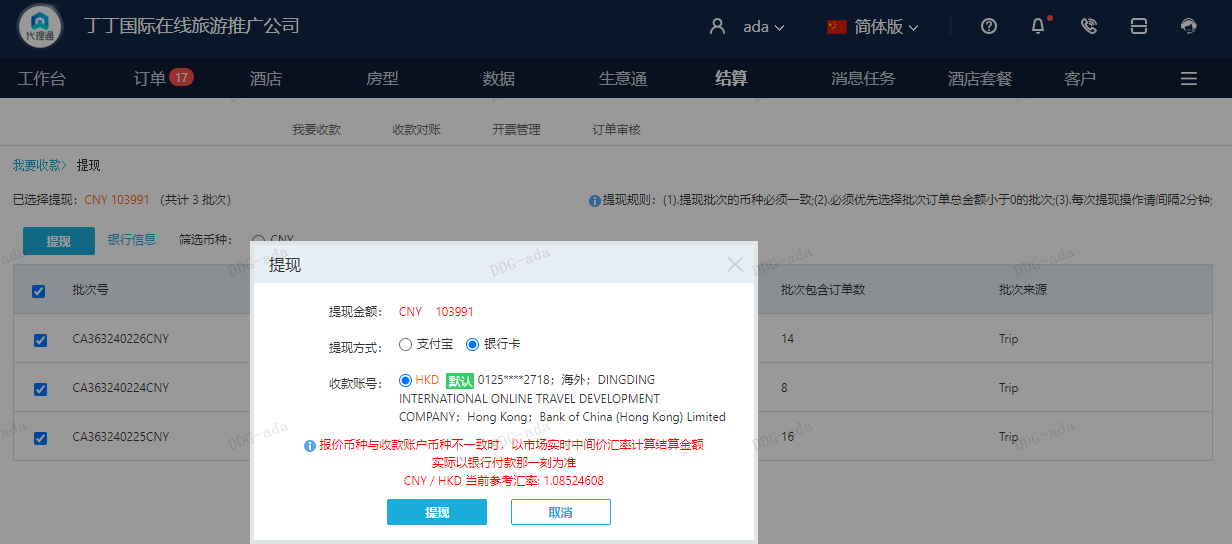 代理通
丁丁国际在线旅游推广公司
ada
简体版
工作台
订单 17
酒店
房型
数据
生意通
结算
消息任务
酒店套餐
客户
我要收款
收款对账
开票管理
订单审核
我要收款> 提现
已选择提现：CNY 103991 （共计 3 批次）
提现规则：(1).提现批次的币种必须一致;(2).必须优先选择批次订单总金额小于0的批次;(3).每次提现操作请间隔2分钟;
提现
银行信息
筛选币种：
CNY
批次号
批次包含订单数
批次来源
CA363240226CNY
14
Trip
CA363240224CNY
8
Trip
CA363240225CNY
16
Trip
提现
提现金额： CNY 103991
提现方式： 支付宝 银行卡
收款账号： HKD 默认 0125****2718；海外；DINGDING
INTERNATIONAL ONLINE TRAVEL DEVELOPMENT
COMPANY；Hong Kong；Bank of China (Hong Kong) Limited
报价币种与收款账户币种不一致时，以市场实时中间价汇率计算结算金额
实际以银行付款那一刻为准
CNY / HKD 当前参考汇率: 1.08524608
提现
取消
DDG-ada
DDG-ada
DDG-ada
DDG-ada
DDG-ada
DDG-ada
DDG-ada